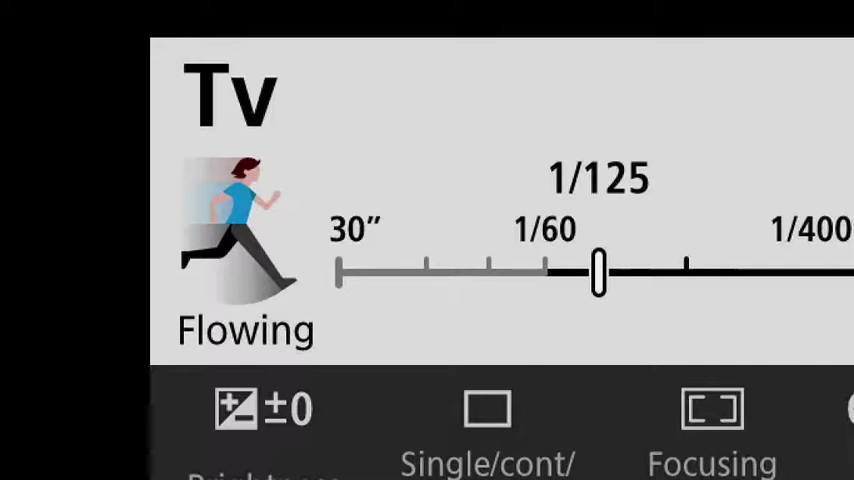 Tv
1/125
30” 1/60 1/400
Flowing
±0
Single/cont/ Focusing